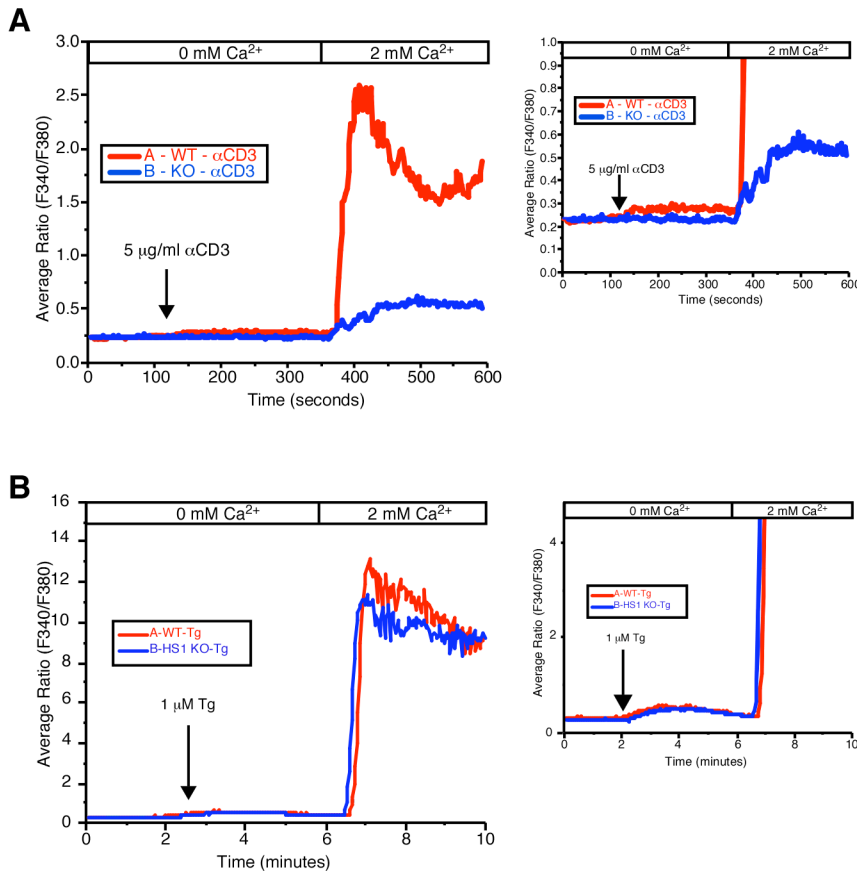 A
0 mM Ca2+ 2 mM Ca2+
3.0
2.5
2.0
1.5
1.0
0.5
0.0
Average Ratio (F340/F380)
A - WT - αCD3
B - KO - αCD3
5 μg/ml αCD3
0 100 200 300 400 500 600
Time (seconds)
0 mM Ca2+ 2 mM Ca2+
1.0
0.9
0.8
0.7
0.6
0.5
0.4
0.3
0.2
0.1
0.0
Average Ratio (F340/F380)
A - WT - αCD3
B - KO - αCD3
5 μg/ml αCD3
0 100 200 300 400 500 600
Time (seconds)
B
0 mM Ca2+ 2 mM Ca2+
16
14
12
10
8
6
4
2
0
Average Ratio (F340/F380)
A-WT-Tg
B-HS1 KO-Tg
1 μM Tg
0 2 4 6 8 10
Time (minutes)
0 mM Ca2+ 2 mM Ca2+
4
2
0
Average Ratio (F340/F380)
A-WT-Tg
B-HS1 KO-Tg
1 μM Tg
0 2 4 6 8 10
Time (minutes)